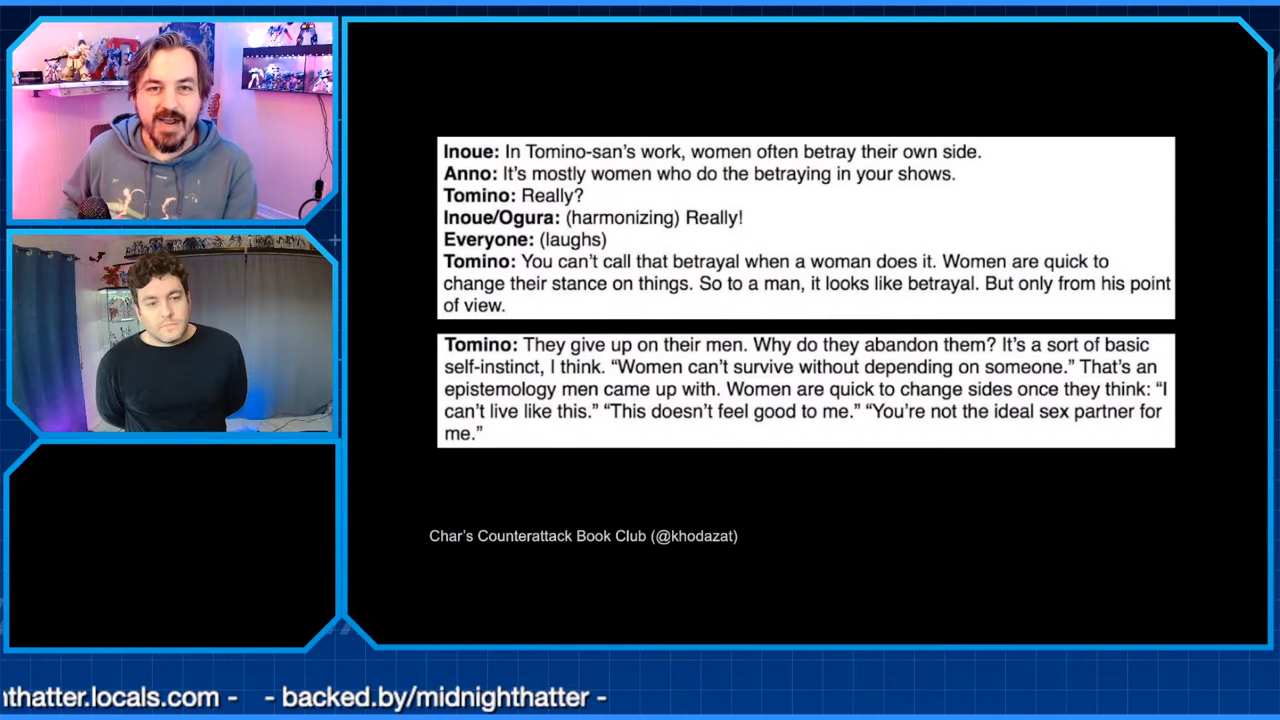 Inoue: In Tomino-san’s work, women often betray their own side.
Anno: It’s mostly women who do the betraying in your shows.
Tomino: Really?
Inoue/Ogura: (harmonizing) Really!
Everyone: (laughs)
Tomino: You can’t call that betrayal when a woman does it. Women are quick to
change their stance on things. So to a man, it looks like betrayal. But only from his point
of view.
Tomino: They give up on their men. Why do they abandon them? It’s a sort of basic
self-instinct, I think. “Women can’t survive without depending on someone.” That’s an
epistemology men came up with. Women are quick to change sides once they think: “I
can’t live like this.” “This doesn’t feel good to me.” “You’re not the ideal sex partner for
me.”
Char’s Counterattack Book Club (@khodazat)
thatter.locals.com - - backed.by/midnighthatter -